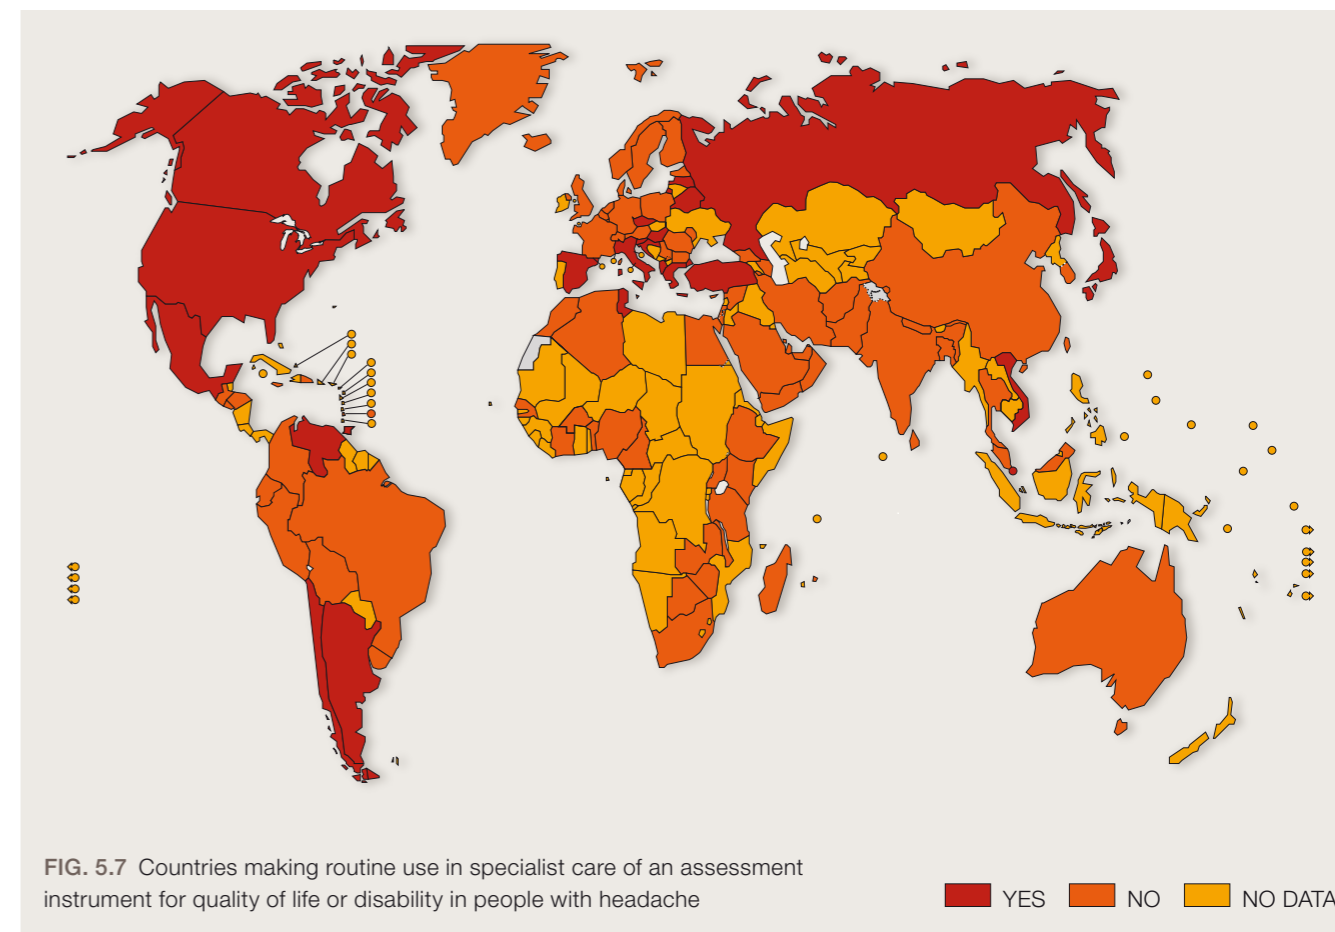 FIG. 5.7 Countries making routine use in specialist care of an assessment
instrument for quality of life or disability in people with headache
YES NO NO DATA